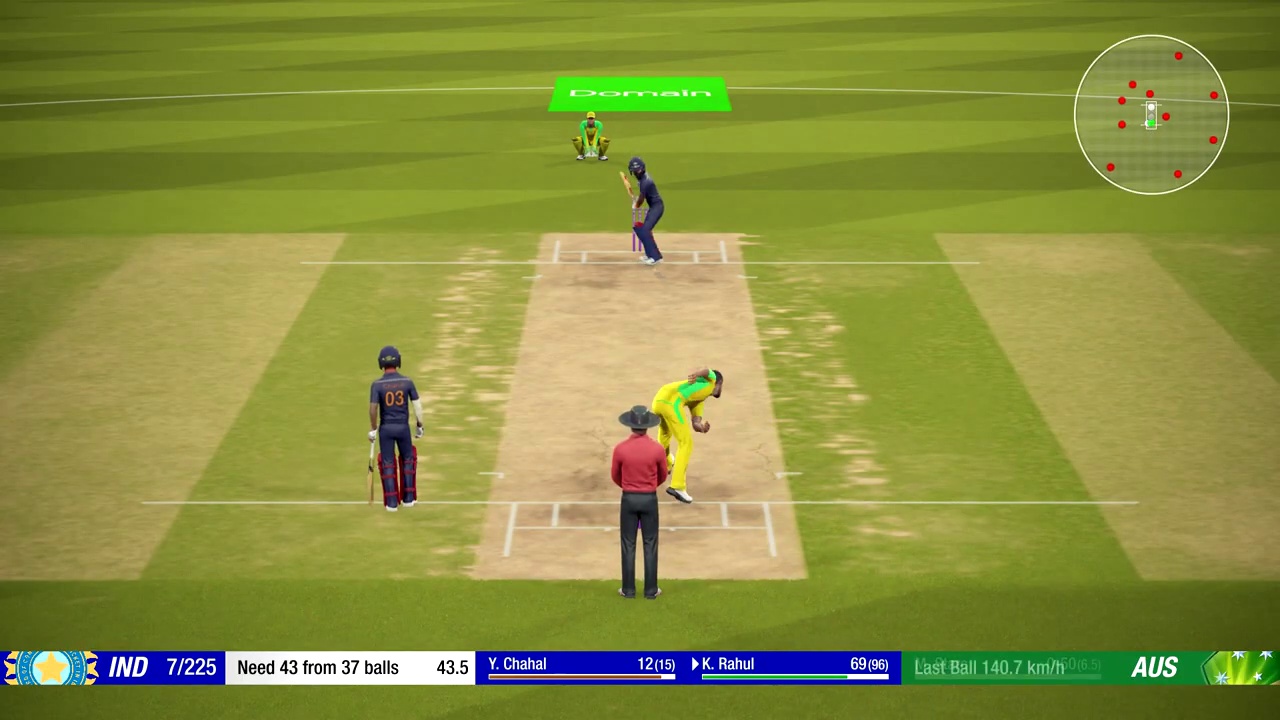 Domain
03
IND 7/225
Need 43 from 37 balls 43.5
Y. Chahal 12(15)
K. Rahul 69(96)
Last Ball 140.7 km/h
AUS